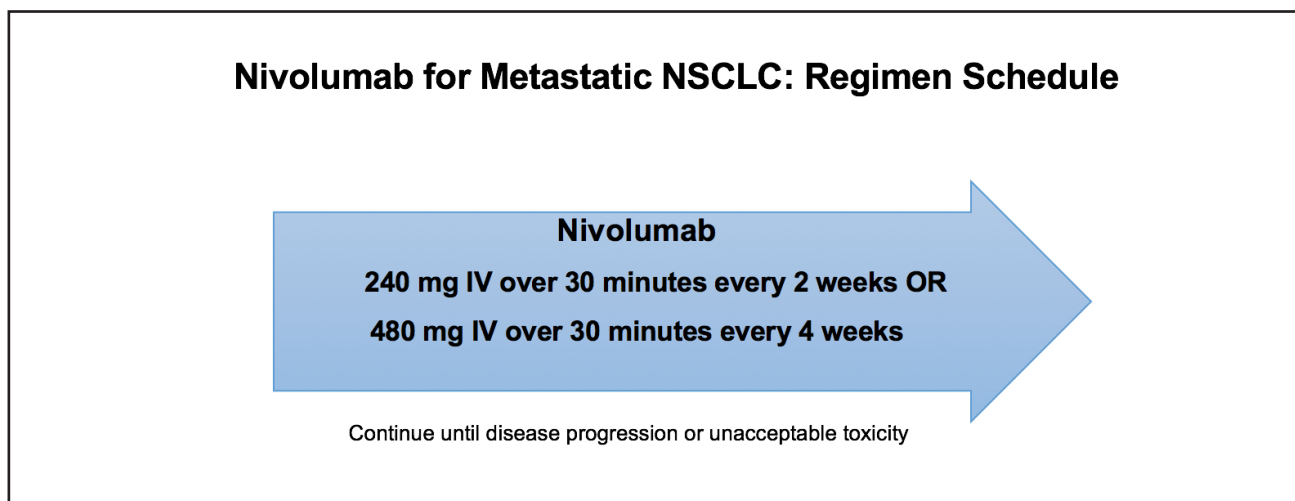 Nivolumab for Metastatic NSCLC: Regimen Schedule
Nivolumab
240 mg IV over 30 minutes every 2 weeks OR
480 mg IV over 30 minutes every 4 weeks
Continue until disease progression or unacceptable toxicity